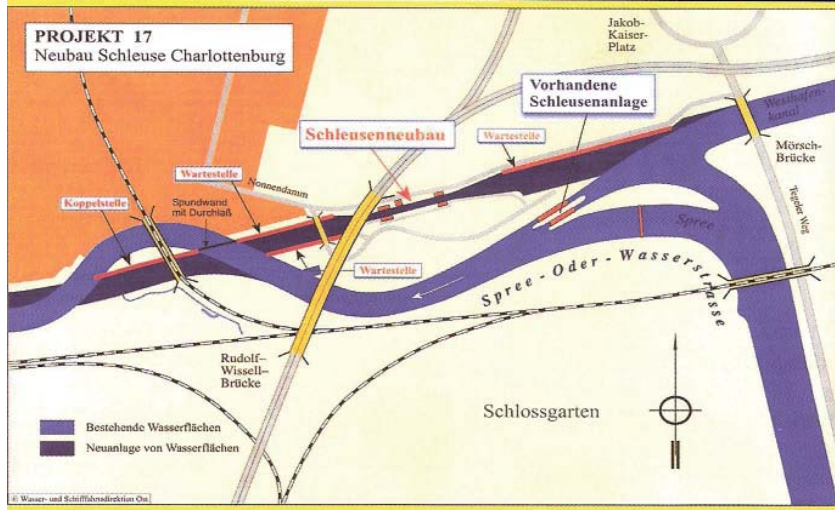 PROJEKT 17
Neubau Schleuse Charlottenburg
Jakob-
Kaiser-
Platz
Vorhandene
Schleusenanlage
Westhafen-
kanal
Schleusenneubau
Wartestelle
Mörsch-
Brücke
Wartestelle
Nonnendamm
Koppelstelle
Spundwand
mit Durchlaß
Tegeler Weg
Spree
Wartestelle
Spree-Oder-Wasserstrasse
Rudolf-
Wissell-
Brücke
Schlossgarten
Bestehende Wasserflächen
Neuanlage von Wasserflächen
© Wasser- und Schifffahrtsdirektion Ost